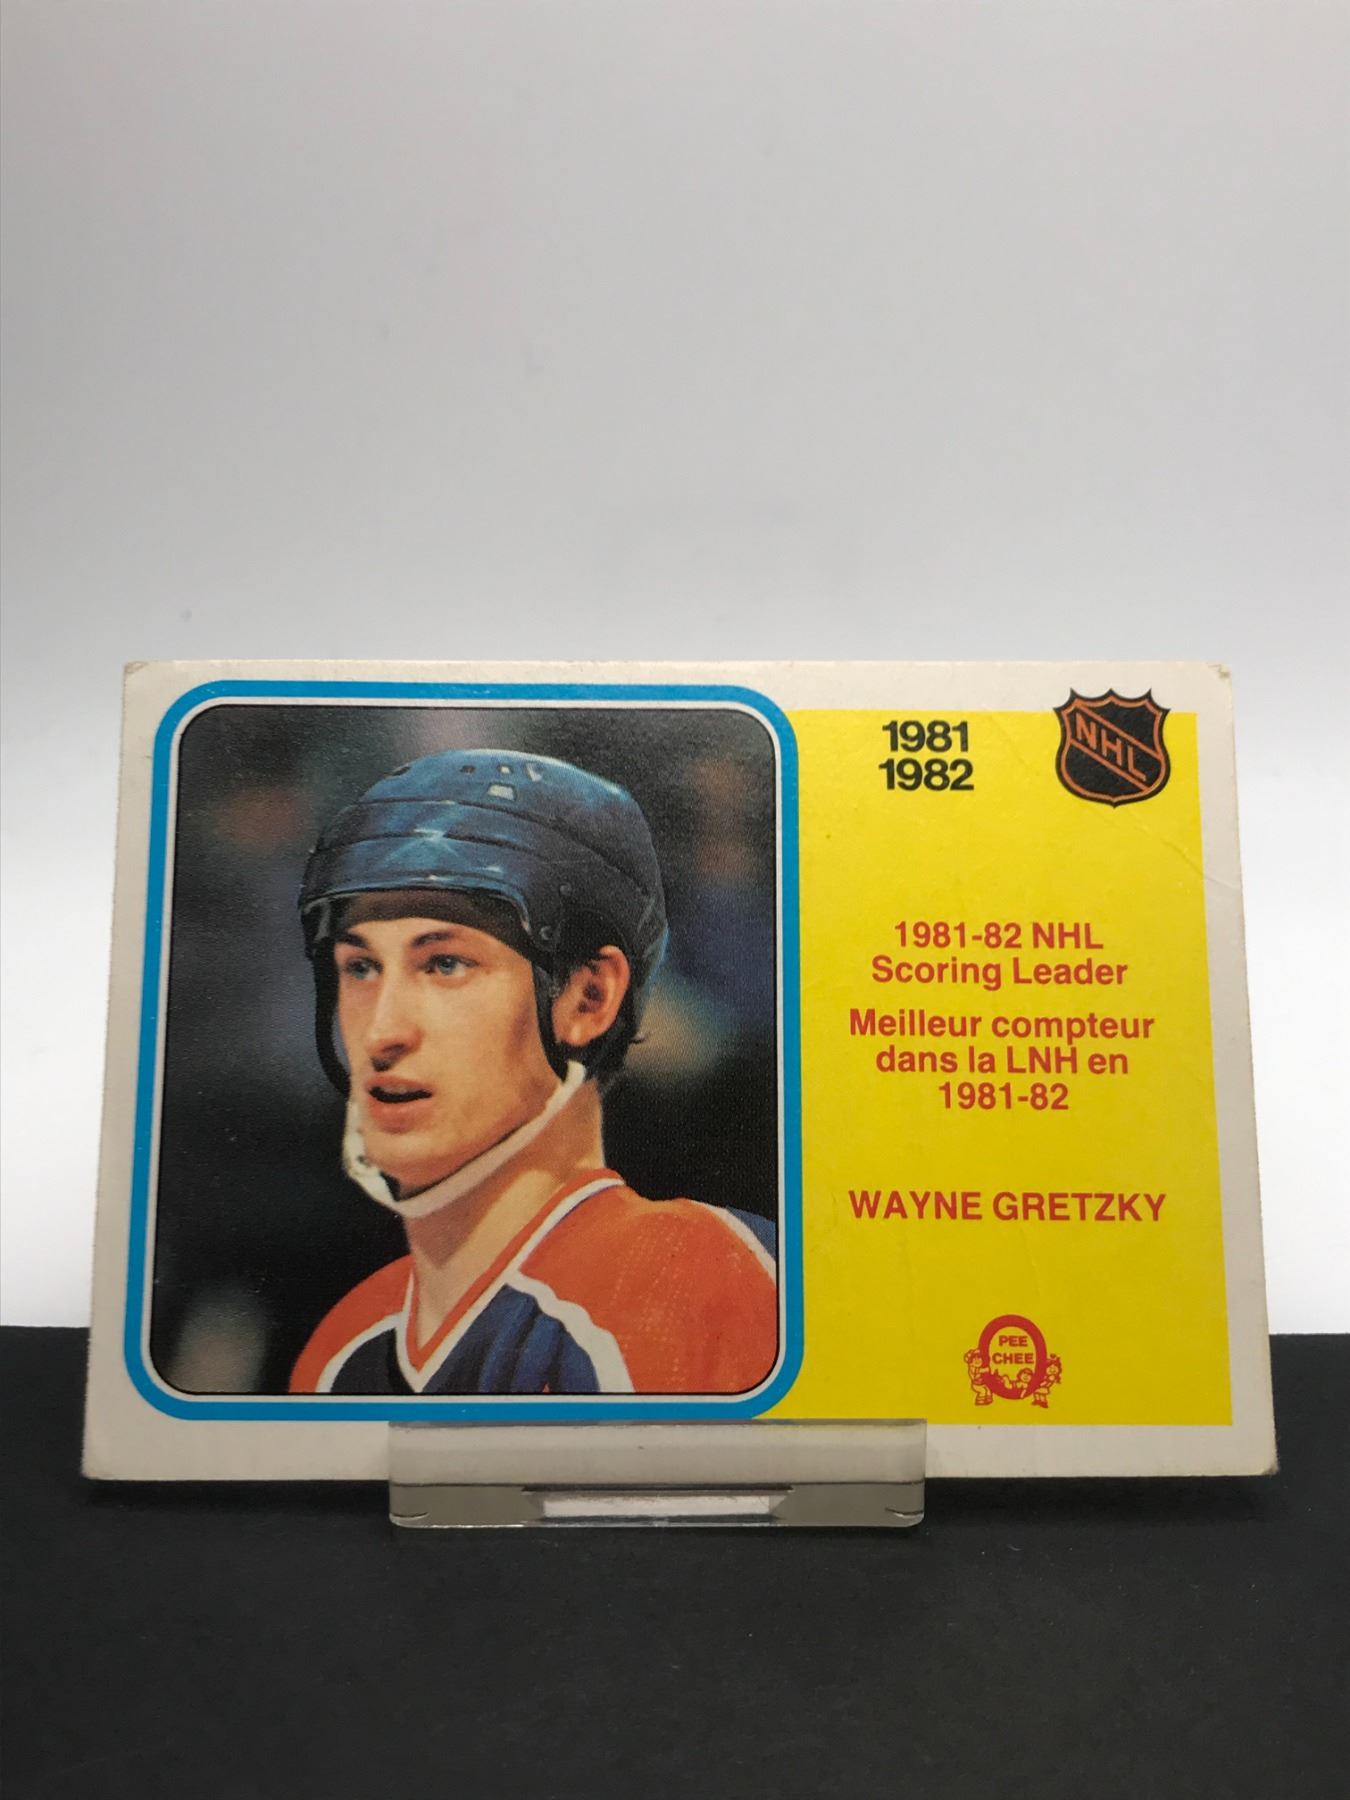 1981
1982
NHL
1981-82 NHL
Scoring Leader
Meilleur compteur
dans la LNH en
1981-82
WAYNE GRETZKY
PEE
CHEE